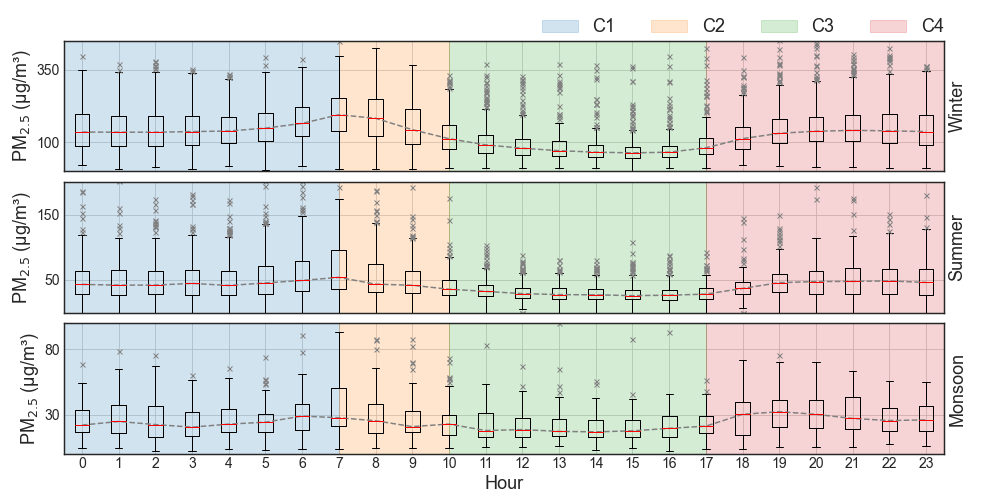 C1 C2 C3 C4
PM2.5 (μg/m³) 350 100 Winter
PM2.5 (μg/m³) 150 50 Summer
PM2.5 (μg/m³) 80 30 Monsoon
0 1 2 3 4 5 6 7 8 9 10 11 12 13 14 15 16 17 18 19 20 21 22 23
Hour